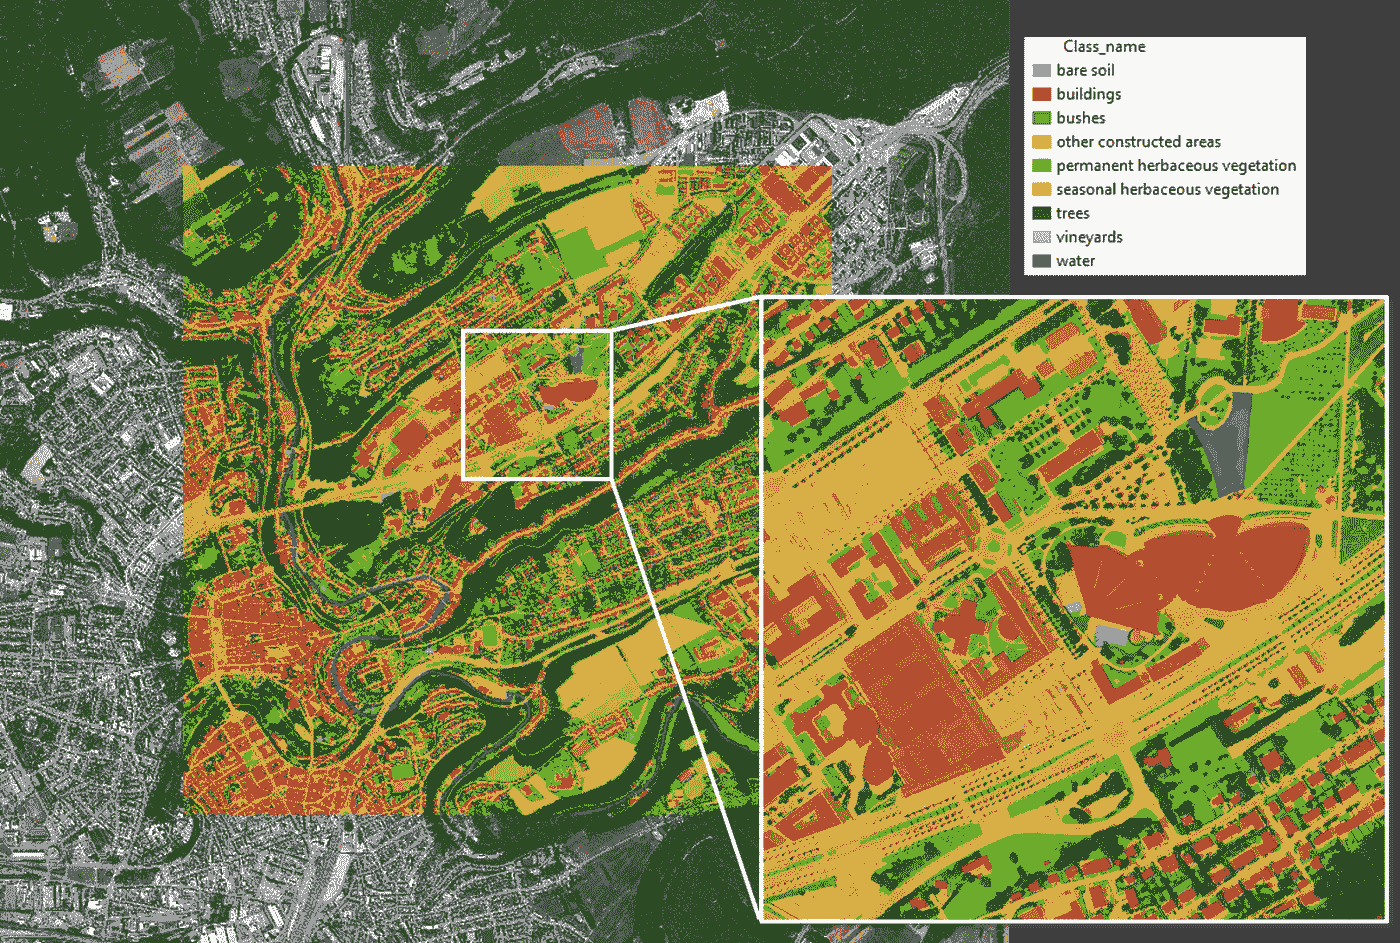 Class_name
bare soil
buildings
bushes
other constructed areas
permanent herbaceous vegetation
seasonal herbaceous vegetation
trees
vineyards
water